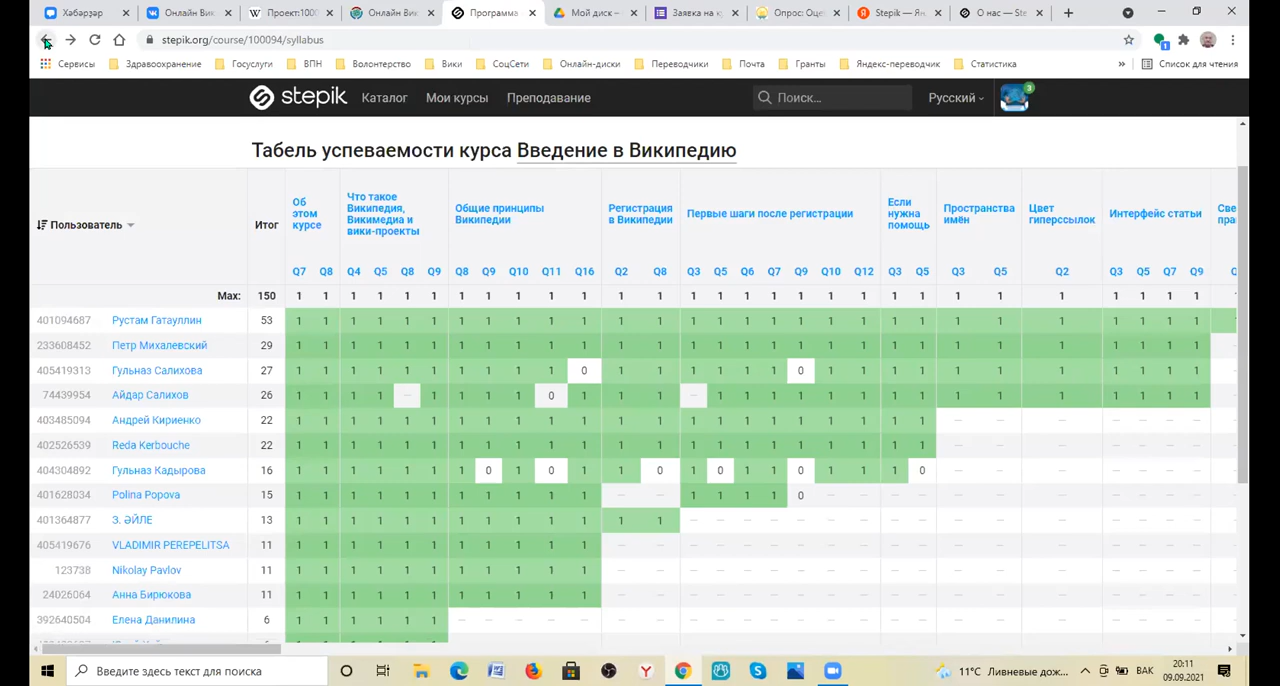 Хәбәрҙәр
Онлайн Вики
Проект:1000
Онлайн Вики
Программа
Мой диск –
Заявка на кр
Опрос: Оце
Stepik — Ян
О нас — Ste
stepik.org/course/100094/syllabus
Сервисы Здравоохранение Госуслуги ВПН Волонтерство Вики СоцСети Онлайн-диски Переводчики Почта Гранты Яндекс-переводчик Статистика » Список для чтения
stepik Каталог Мои курсы Преподавание Поиск... Русский 3
Табель успеваемости курса Введение в Википедию
Пользователь Итог
Об этом курсе
Что такое Википедия, Викимедиа и вики-проекты
Общие принципы Википедии
Регистрация в Википедии
Первые шаги после регистрации
Если нужна помощь
Пространства имён
Цвет гиперссылок
Интерфейс статьи
Све
пра
Q7 Q8 Q4 Q5 Q8 Q9 Q8 Q9 Q10 Q11 Q16 Q2 Q8 Q3 Q5 Q6 Q7 Q9 Q10 Q12 Q3 Q5 Q3 Q5 Q2 Q3 Q5 Q7 Q9
Max: 150 1 1 1 1 1 1 1 1 1 1 1 1 1 1 1 1 1 1 1 1 1 1 1 1 1 1 1 1 1
401094687 Рустам Гатауллин 53 1 1 1 1 1 1 1 1 1 1 1 1 1 1 1 1 1 1 1 1 1 1 1 1 1 1 1 1 1
233608452 Петр Михалевский 29 1 1 1 1 1 1 1 1 1 1 1 1 1 1 1 1 1 1 1 1 1 1 1 1 1 1 1 1 1
405419313 Гульназ Салихова 27 1 1 1 1 1 1 1 1 1 1 0 1 1 1 1 1 1 0 1 1 1 1 1 1 1 1 1 1 1
74439954 Айдар Салихов 26 1 1 1 1 – 1 1 1 1 0 1 1 1 – 1 1 1 1 1 1 1 1 1 1 1 1 1 1 1
403485094 Андрей Кириенко 22 1 1 1 1 1 1 1 1 1 1 1 1 1 1 1 1 1 1 1 1 1 1 – – – – – – –
402526539 Reda Kerbouche 22 1 1 1 1 1 1 1 1 1 1 1 1 1 1 1 1 1 1 1 1 1 1 – – – – – – –
404304892 Гульназ Кадырова 16 1 1 1 1 1 1 1 0 1 0 1 1 0 1 0 1 1 0 1 1 1 0 – – – – – – –
401628034 Polina Popova 15 1 1 1 1 1 1 1 1 1 1 1 – – 1 1 1 1 0 – – – – – – – – – – –
401364877 З. ӘЙЛЕ 13 1 1 1 1 1 1 1 1 1 1 1 1 1 – – – – – – – – – – – – – – – –
405419676 VLADIMIR PEREPELITSA 11 1 1 1 1 1 1 1 1 1 1 1 – – – – – – – – – – – – – – – – – –
123738 Nikolay Pavlov 11 1 1 1 1 1 1 1 1 1 1 1 – – – – – – – – – – – – – – – – – –
24026064 Анна Бирюкова 11 1 1 1 1 1 1 1 1 1 1 1 – – – – – – – – – – – – – – – – – –
392640504 Елена Данилина 6 1 1 1 1 1 1 – – – – – – – – – – – – – – – – – – – – – – –
Введите здесь текст для поиска
11°C Ливневые дож... ВАК 20:11
09.09.2021